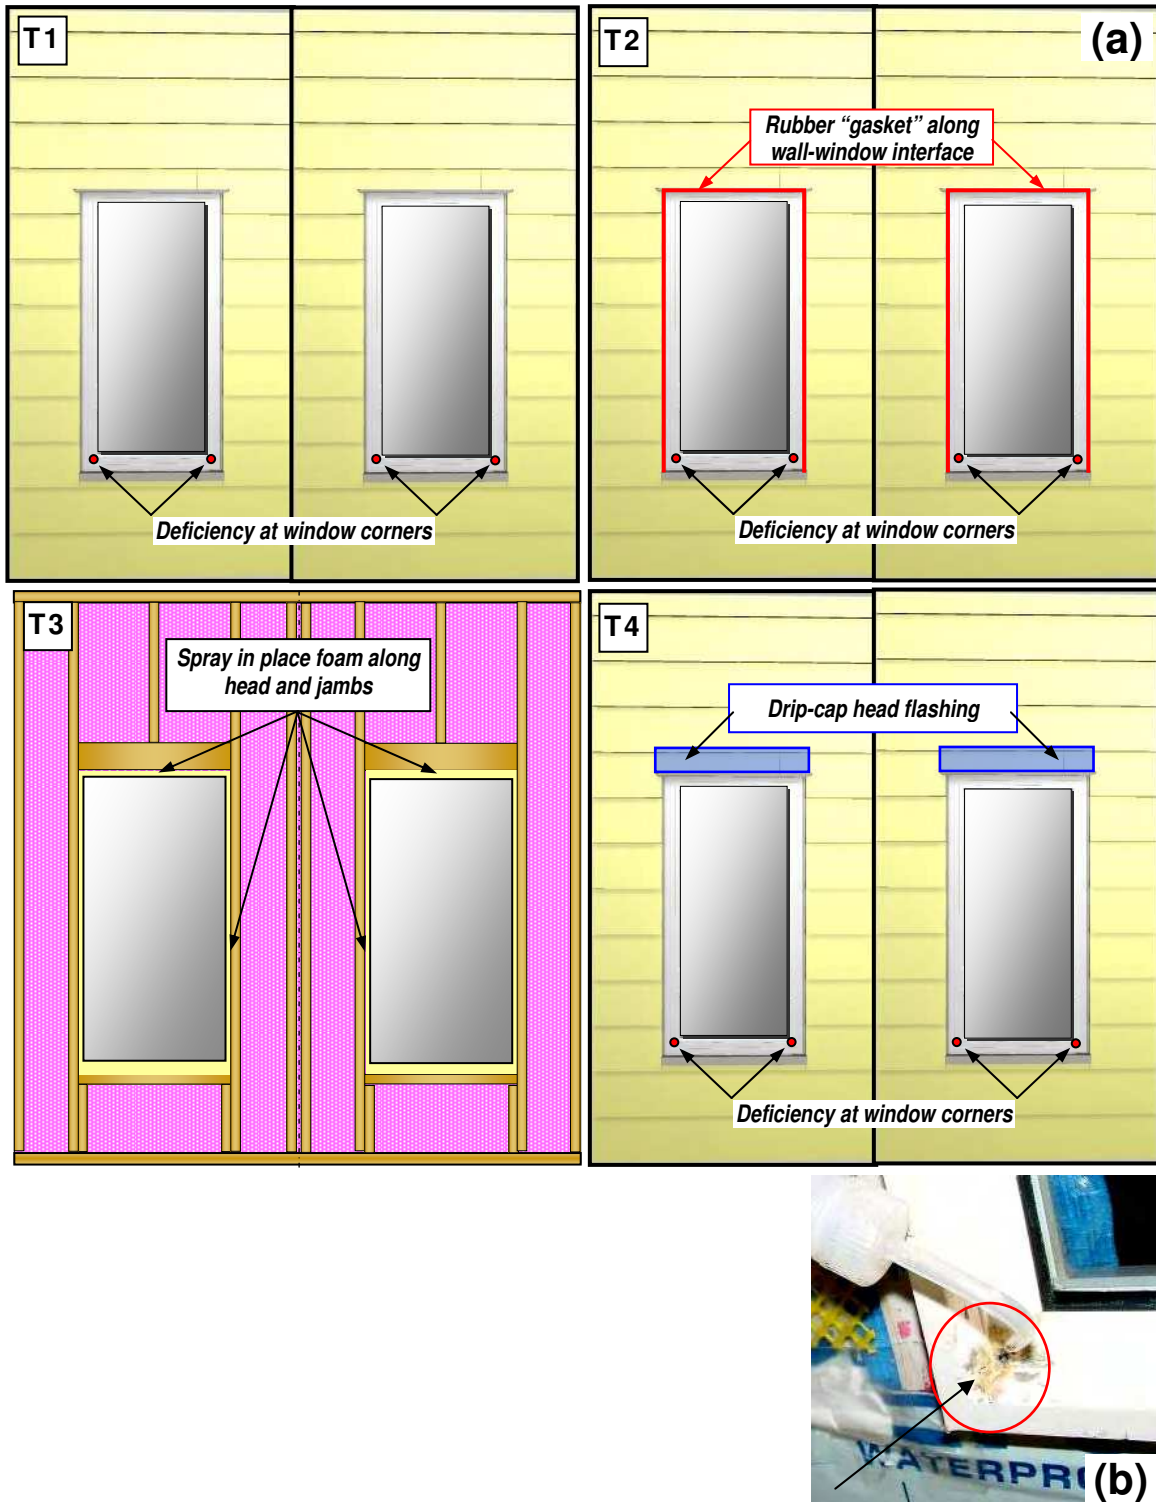 T1
T2
(a)
Rubber “gasket” along
wall-window interface
Deficiency at window corners
Deficiency at window corners
T3
T4
Spray in place foam along
head and jambs
Drip-cap head flashing
Deficiency at window corners
WATERPRO
(b)